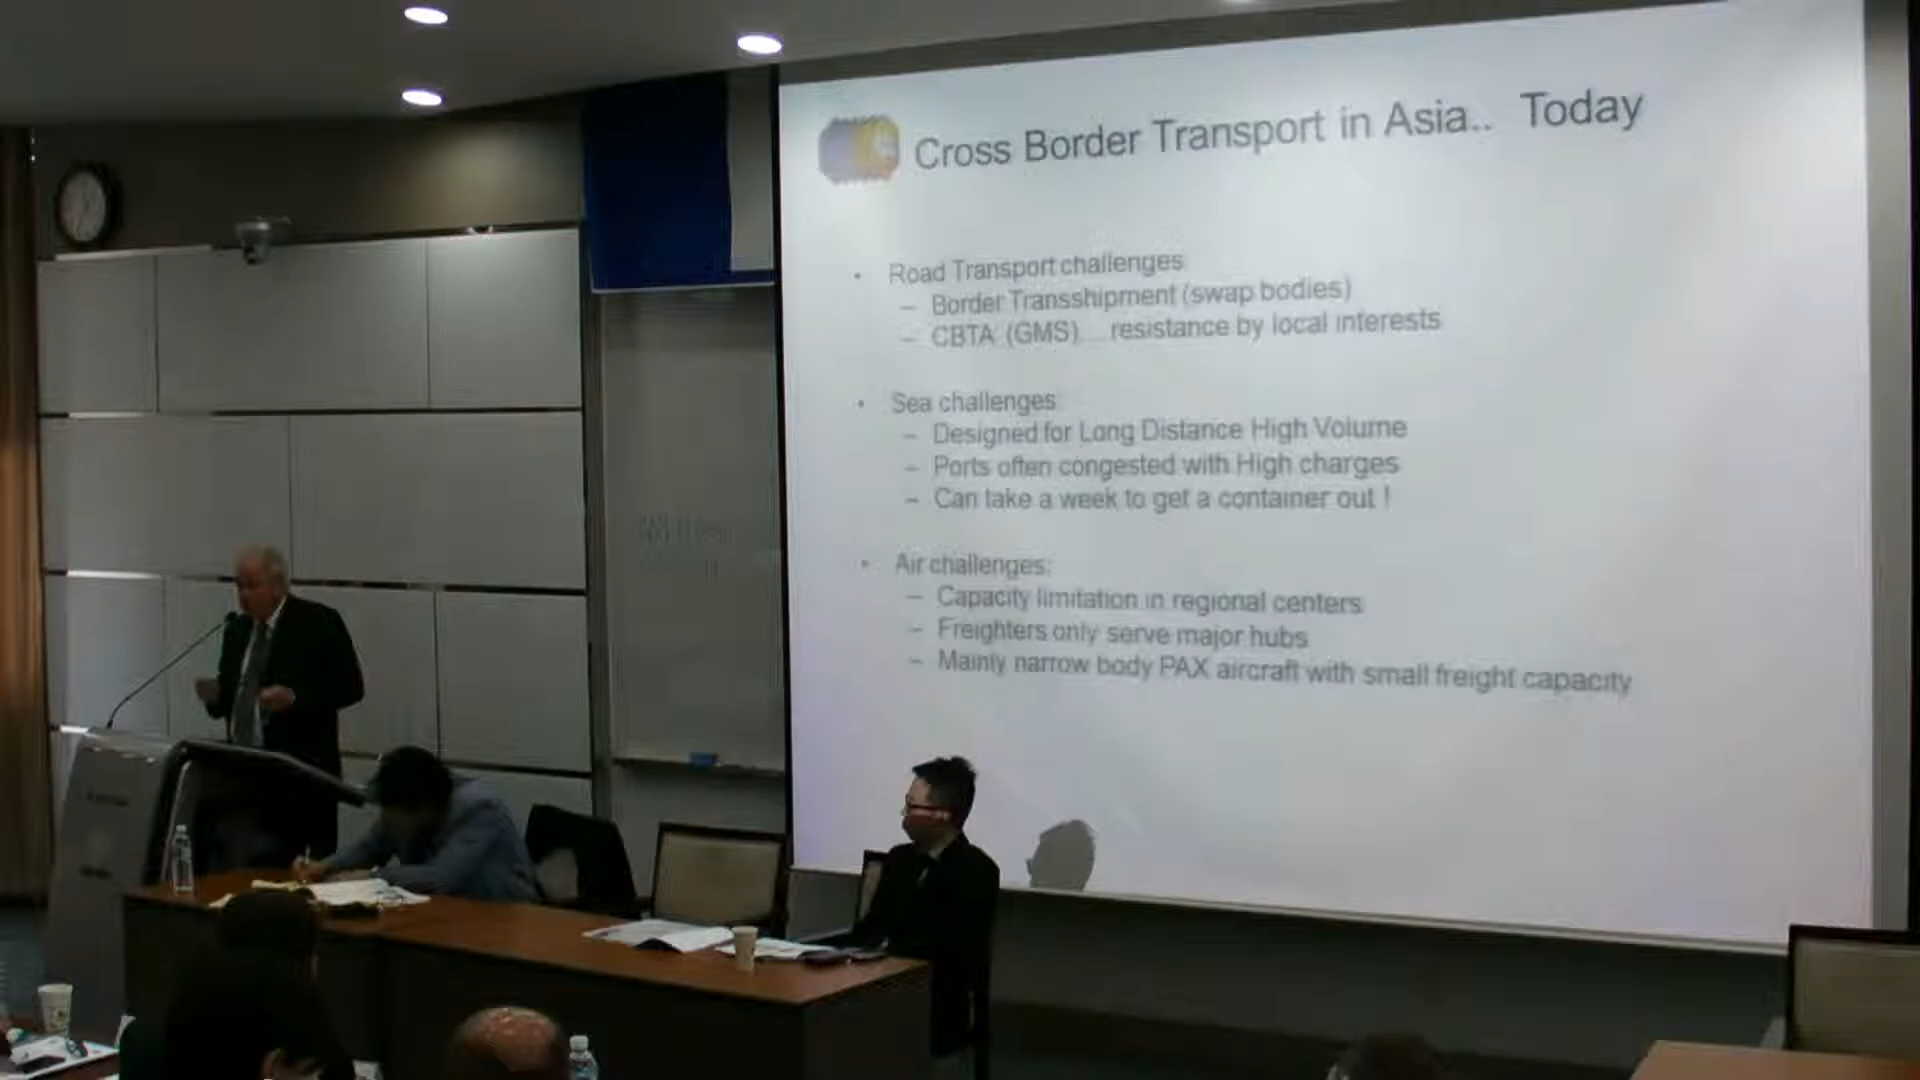 Cross Border Transport in Asia.. Today
• Road Transport challenges
– Border Transshipment (swap bodies)
– CBTA (GMS)... resistance by local interests
• Sea challenges
– Designed for Long Distance High Volume
– Ports often congested with High charges
– Can take a week to get a container out !
• Air challenges:
– Capacity limitation in regional centers
– Freighters only serve major hubs
– Mainly narrow body PAX aircraft with small freight capacity